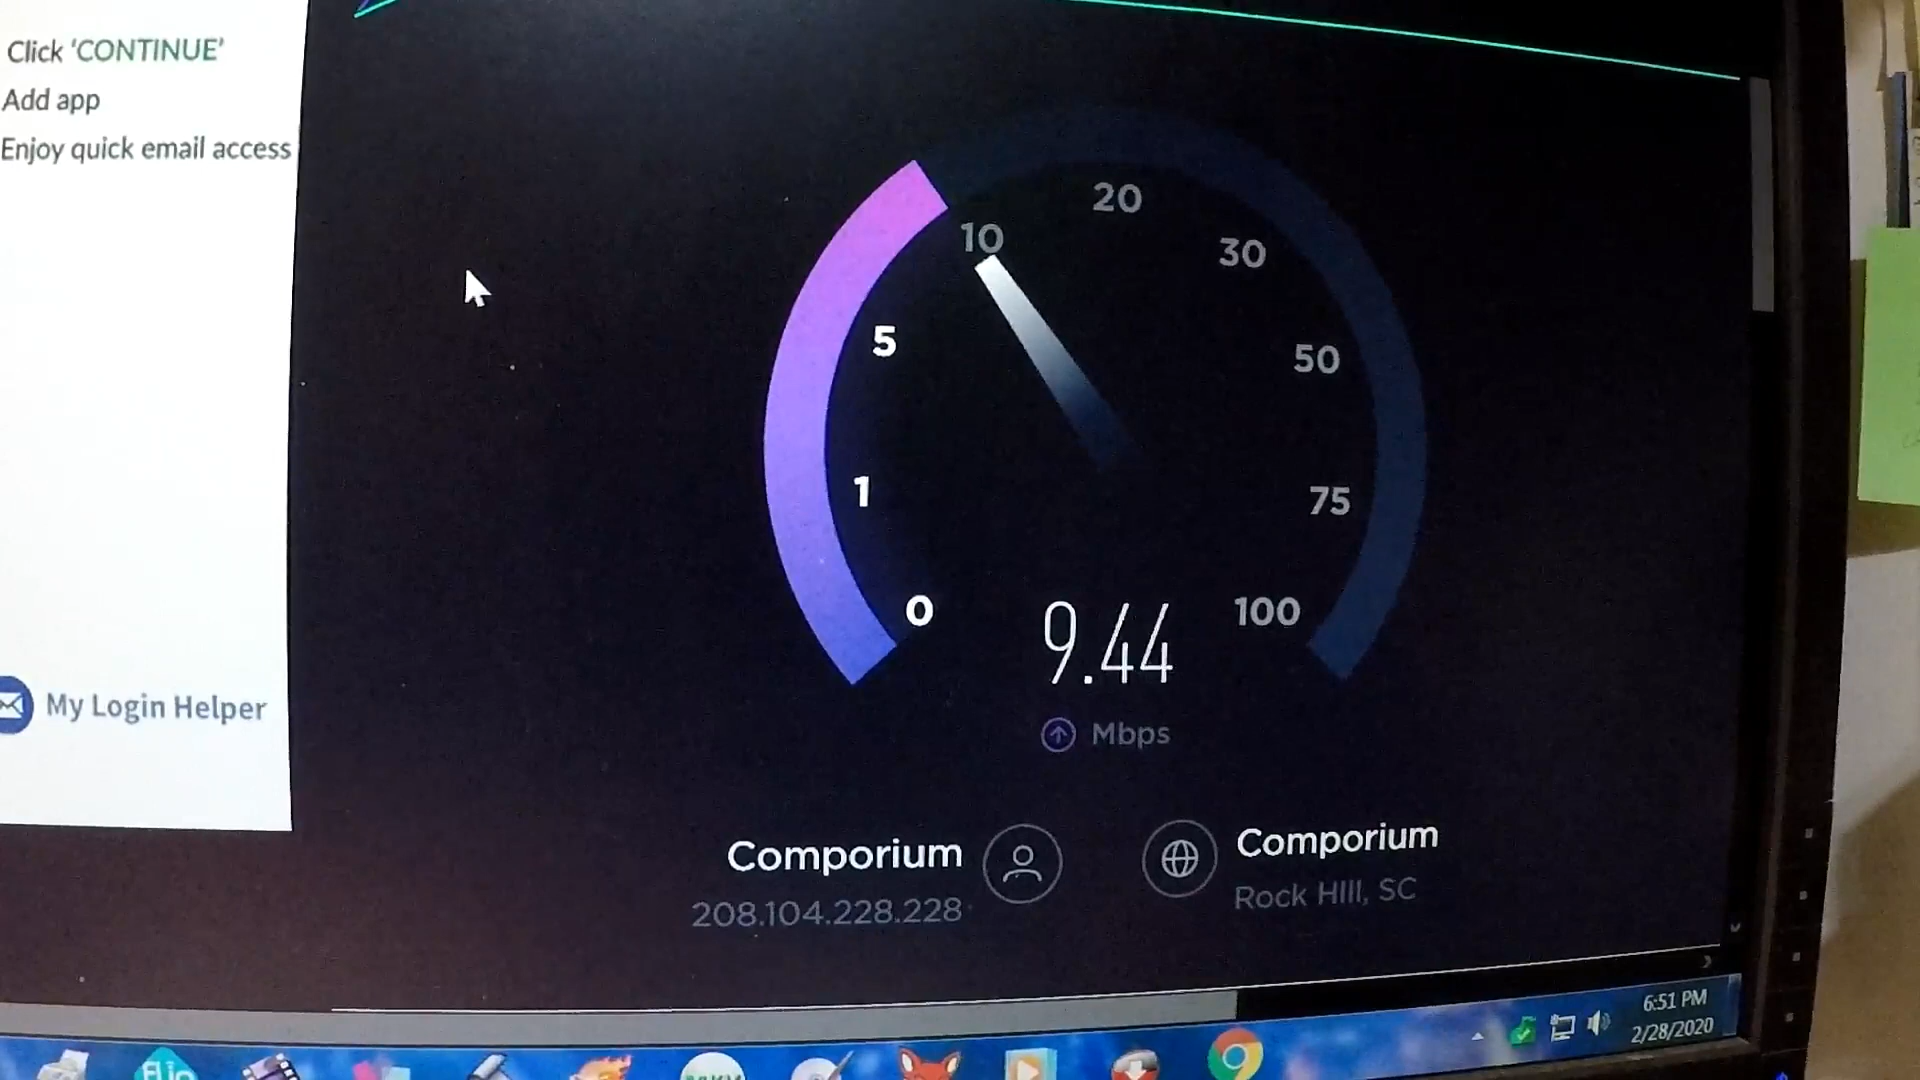 Click 'CONTINUE'
Add app
Enjoy quick email access
My Login Helper
20
10
30
5
50
1
75
0
100
9.44
Mbps
Comporium
208.104.228.228
Comporium
Rock HIll, SC
6:51 PM
2/28/2020